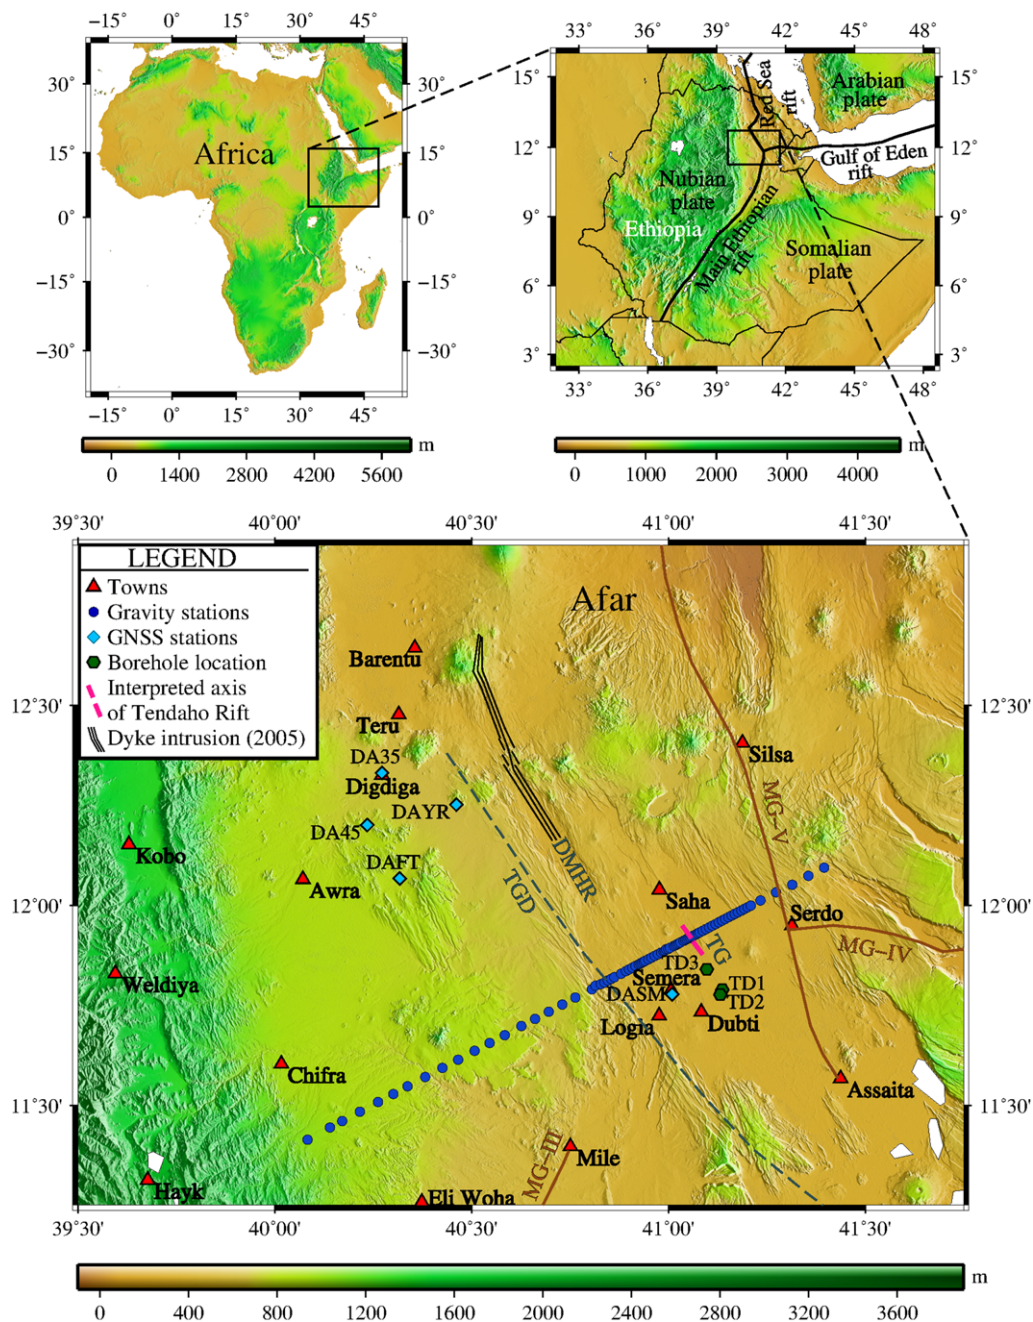 −15° 0° 15° 30° 45°
30°
15°
0°
−15°
−30°
30°
15°
0°
−15°
−30°
Africa
−15° 0° 15° 30° 45°
0 1400 2800 4200 5600 m
33° 36° 39° 42° 45° 48°
15°
12°
9°
6°
3°
15°
12°
9°
6°
3°
Red Sea
rift
Arabian
plate
Gulf of Eden
rift
Nubian
plate
Ethiopia
Main Ethiopian
rift
Somalian
plate
33° 36° 39° 42° 45° 48°
0 1000 2000 3000 4000 m
39°30' 40°00' 40°30' 41°00' 41°30'
LEGEND
Towns
Gravity stations
GNSS stations
Borehole location
Interpreted axis
of Tendaho Rift
Dyke intrusion (2005)
Afar
Barentu
12°30'
12°30'
Teru
Silsa
DA35
Digdiga
DAYR
MG−V
DA45
Kobo
DMHR
DAFT
TGD
Awra
Saha
12°00'
12°00'
Serdo
TG
MG−IV
TD3
Weldiya
Semera
TD1
DASM
TD2
Logia
Dubti
Chifra
Assaita
11°30'
11°30'
Mile
MG−III
Hayk
Eli Woha
39°30' 40°00' 40°30' 41°00' 41°30'
0 400 800 1200 1600 2000 2400 2800 3200 3600 m